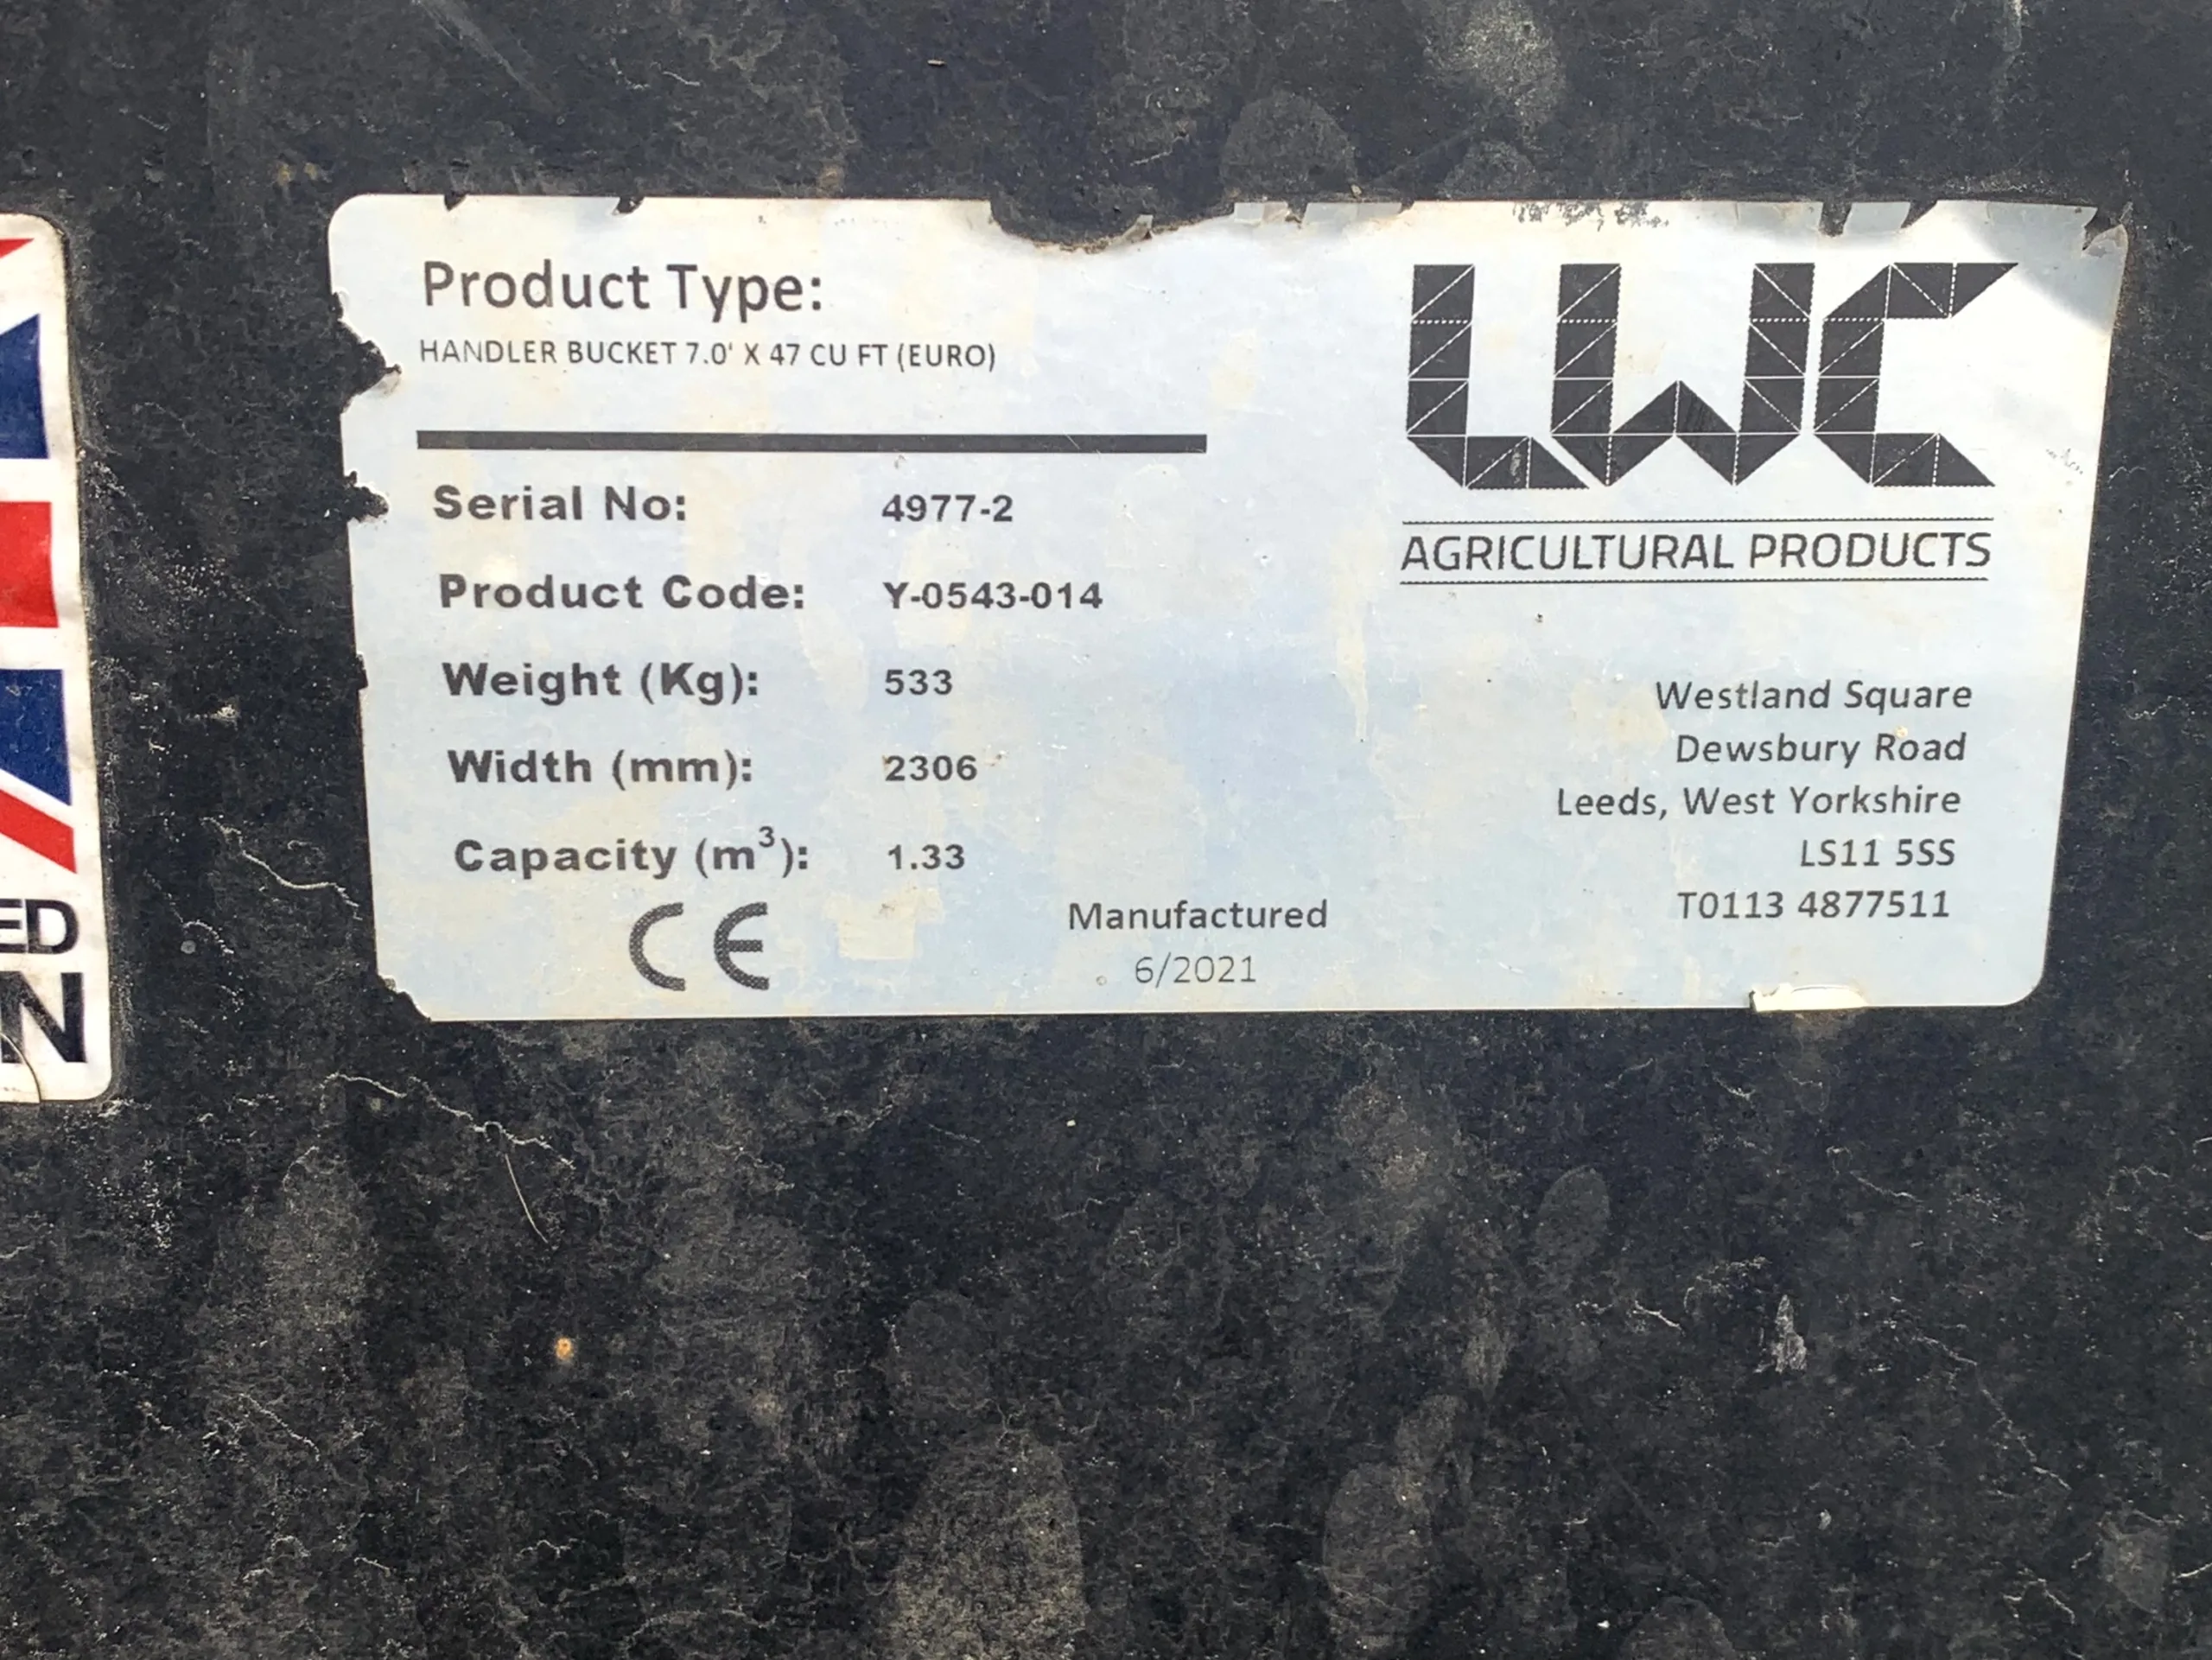 Product Type:
HANDLER BUCKET 7.0' X 47 CU FT (EURO)
Serial No: 4977-2
Product Code: Y-0543-014
Weight (Kg): 533
Width (mm): 2306
Capacity (m³): 1.33
CE
Manufactured
6/2021
LWC
AGRICULTURAL PRODUCTS
Westland Square
Dewsbury Road
Leeds, West Yorkshire
LS11 5SS
T0113 4877511
ED
N